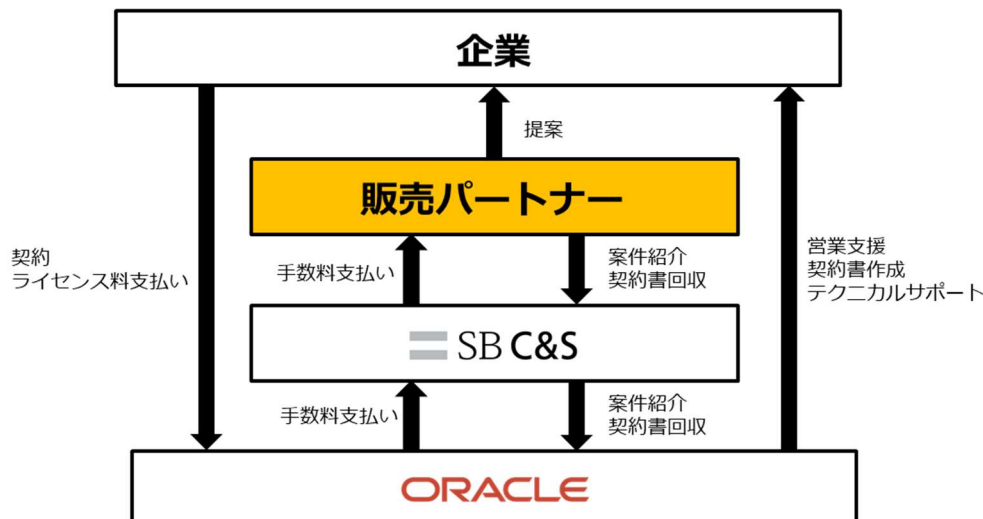 企業
提案
販売パートナー
契約
ライセンス料支払い
手数料支払い
案件紹介
契約書回収
営業支援
契約書作成
テクニカルサポート
SB C&S
手数料支払い
案件紹介
契約書回収
ORACLE